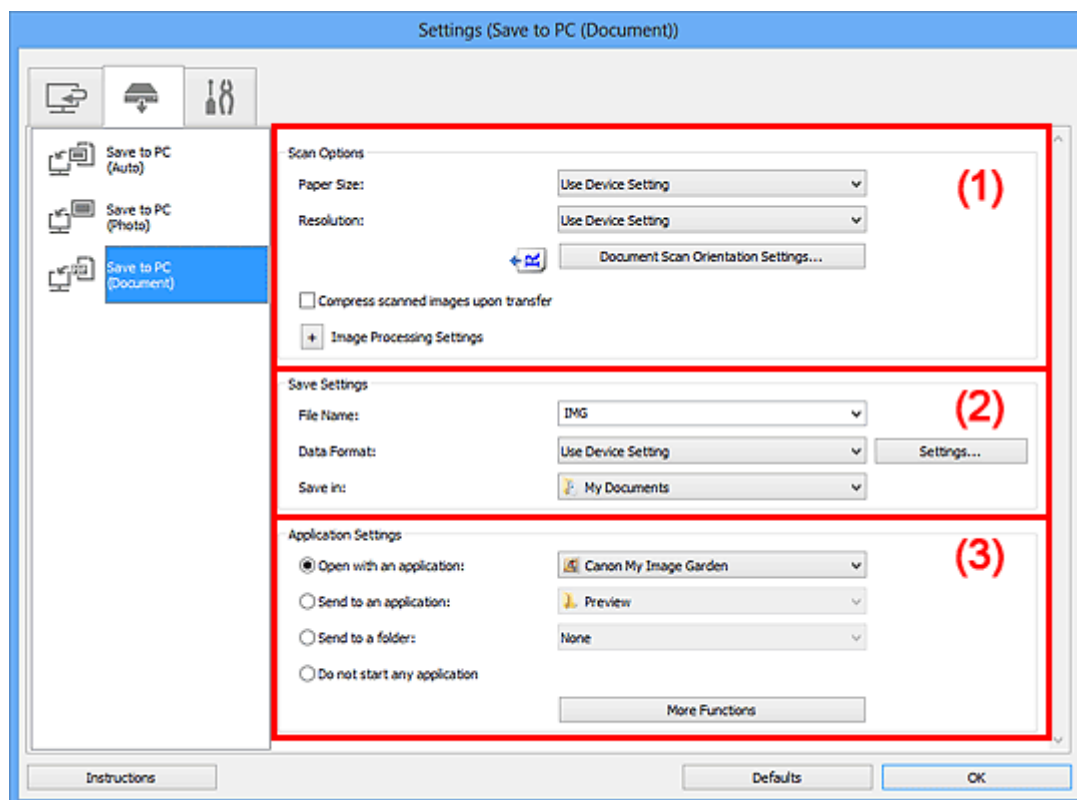 Settings (Save to PC (Document))
Save to PC
(Auto)
Save to PC
(Photo)
Save to PC
(Document)
Scan Options
(1)
Paper Size: Use Device Setting
Resolution: Use Device Setting
R Document Scan Orientation Settings...
Compress scanned images upon transfer
+ Image Processing Settings
Save Settings
(2)
File Name: IMG
Data Format: Use Device Setting Settings...
Save in: My Documents
Application Settings
(3)
Open with an application: Canon My Image Garden
Send to an application: Preview
Send to a folder: None
Do not start any application
More Functions
Instructions Defaults OK